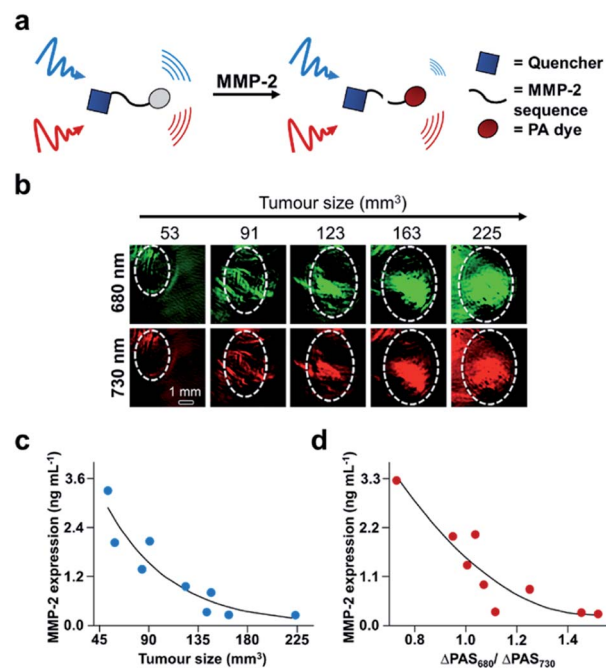 a
MMP-2
= Quencher
= MMP-2
sequence
= PA dye
b
Tumour size (mm³)
53 91 123 163 225
680 nm
730 nm
1 mm
c
MMP-2 expression (ng mL⁻¹)
3.6
2.4
1.2
0.0
45 90 135 180 225
Tumour size (mm³)
d
MMP-2 expression (ng mL⁻¹)
3.3
2.2
1.1
0.0
0.8 1.0 1.2 1.4
ΔPAS₆₈₀/ ΔPAS₇₃₀